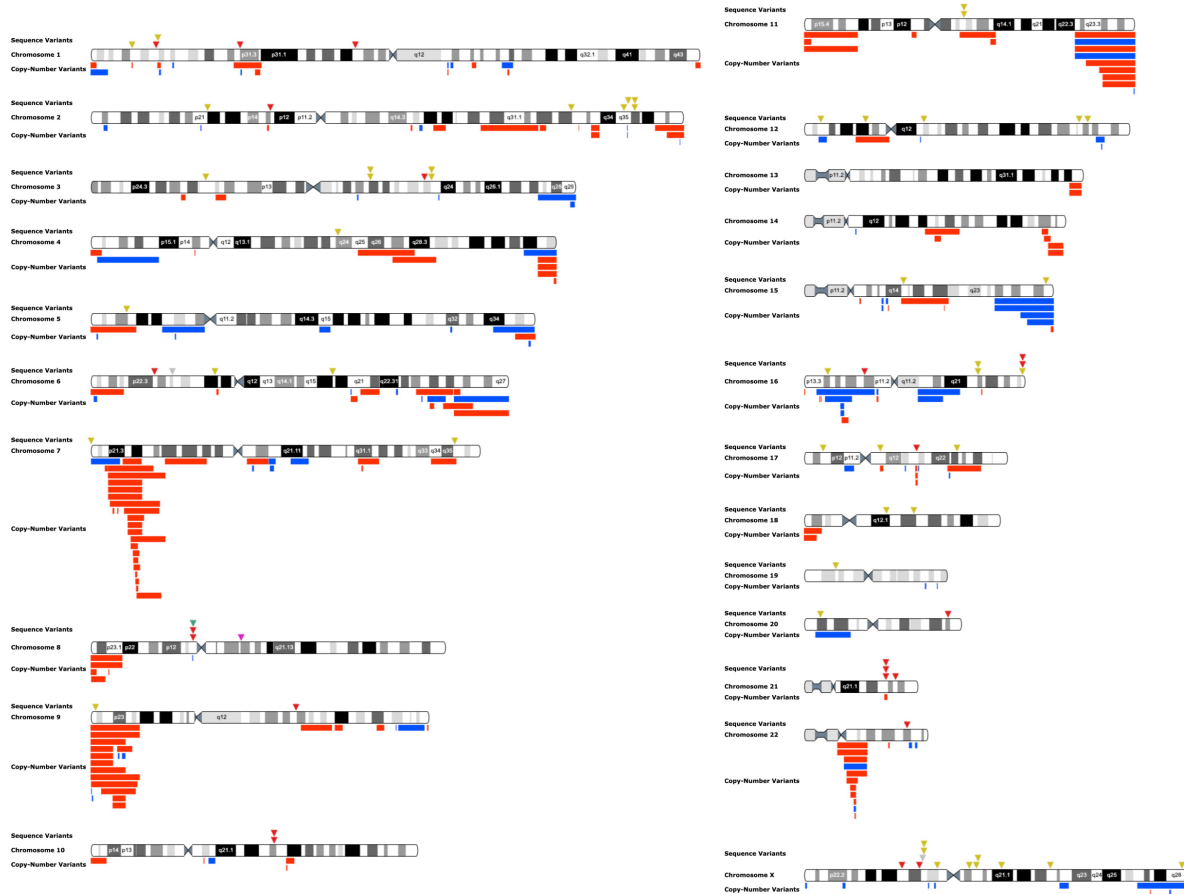 Sequence Variants
Chromosome 1
p31.3 p31.1 q12 q32.1 q41 q43
Copy-Number Variants
Sequence Variants
Chromosome 2
p21 p14 p12 p11.2 q14.3 q31.1 q34 q35
Copy-Number Variants
Sequence Variants
Chromosome 3
p24.3 p13 q24 q26.1 q28 q29
Copy-Number Variants
Sequence Variants
Chromosome 4
p15.1 p14 q12 q13.1 q24 q25 q26 q28.3
Copy-Number Variants
Sequence Variants
Chromosome 5
q11.2 q14.3 q15 q32 q34
Copy-Number Variants
Sequence Variants
Chromosome 6
p22.3 q12 q13 q14.1 q15 q21 q22.31 q27
Copy-Number Variants
Sequence Variants
Chromosome 7
p21.3 q21.11 q31.1 q33 q34 q35
Copy-Number Variants
Sequence Variants
Chromosome 8
p23.1 p22 p12 q21.13
Copy-Number Variants
Sequence Variants
Chromosome 9
p23 q12
Copy-Number Variants
Sequence Variants
Chromosome 10
p14 p13 q21.1
Copy-Number Variants
Sequence Variants
Chromosome 11
p15.4 p13 p12 q14.1 q21 q22.3 q23.3
Copy-Number Variants
Sequence Variants
Chromosome 12
q12
Copy-Number Variants
Chromosome 13
p11.2 q31.1
Copy-Number Variants
Chromosome 14
p11.2 q12
Copy-Number Variants
Sequence Variants
Chromosome 15
p11.2 q14 q23
Copy-Number Variants
Sequence Variants
Chromosome 16
p13.3 p11.2 q11.2 q21
Copy-Number Variants
Sequence Variants
Chromosome 17
p12 p11.2 q12 q22
Copy-Number Variants
Sequence Variants
Chromosome 18
q12.1
Copy-Number Variants
Sequence Variants
Chromosome 19
Copy-Number Variants
Sequence Variants
Chromosome 20
Copy-Number Variants
Sequence Variants
Chromosome 21
q21.1
Copy-Number Variants
Sequence Variants
Chromosome 22
Copy-Number Variants
Sequence Variants
Chromosome X
p22.2 q21.1 q23 q24 q25 q28
Copy-Number Variants